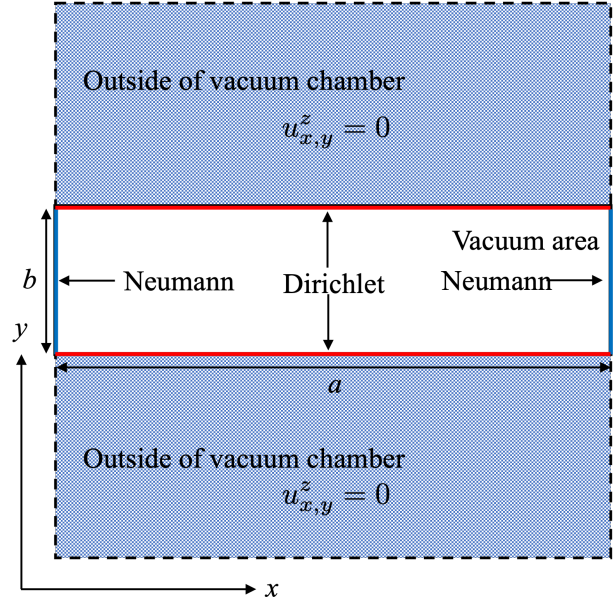 Outside of vacuum chamber
u^z_{x,y} = 0
Vacuum area
b
Neumann
Dirichlet
Neumann
y
a
Outside of vacuum chamber
u^z_{x,y} = 0
x